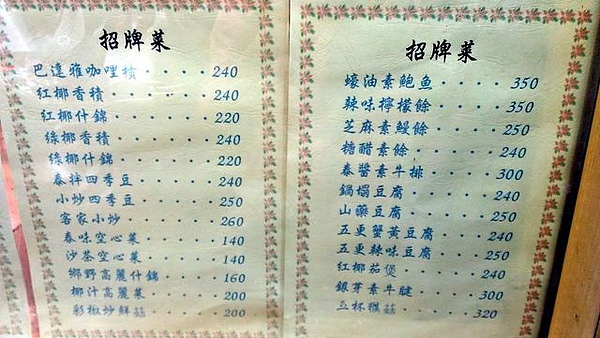 招牌菜
巴達雅咖哩積····240
紅椰香積····240
紅椰什錦····220
綠椰香積····240
綠椰什錦····220
泰拌四季豆····240
小炒四季豆····250
客家小炒····260
泰味空心菜····140
沙茶空心菜····140
鄉野高麗什錦····160
椰汁高麗菜····200
彩椒炒鮮菇····200
招牌菜
蠔油素鮑魚····350
辣味檸檬餘····350
芝麻素鰻餘····250
糖醋素餘····240
泰醬素牛排····300
鍋塌豆腐····240
山藥豆腐····250
五更蟹黃豆腐····240
五更辣味豆腐····250
紅椰茄煲····240
銀芽素牛腱····300
三杯猴菇····320